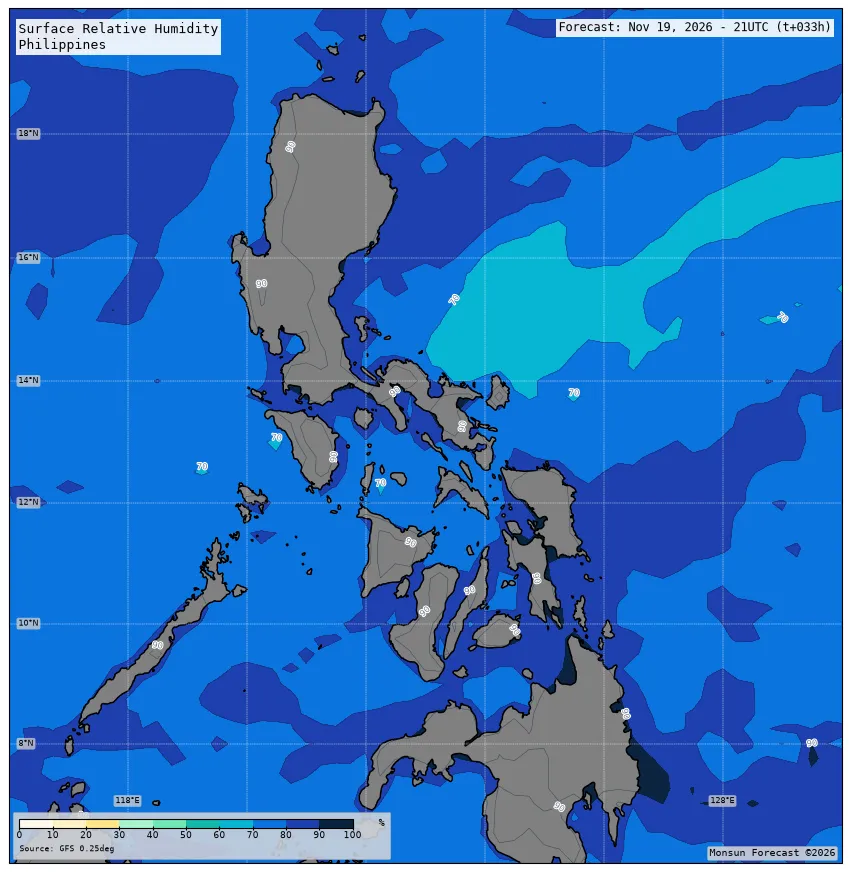 Surface Relative Humidity
Philippines
Forecast: Nov 19, 2026 - 21UTC (t+033h)
18°N
90
16°N
90
70
70
14°N
90
70
90
70
90
70
70
12°N
90
90
90
90
10°N
90
90
90
8°N
90
118°E
128°E
90
%
0 10 20 30 40 50 60 70 80 90 100
Source: GFS 0.25deg
Monsun Forecast ©2026